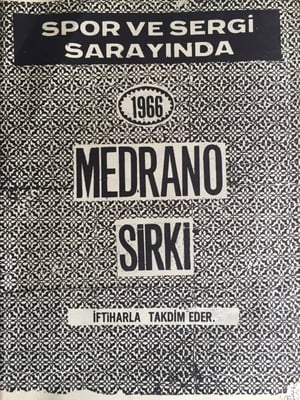 SPOR VE SERGİ
SARAYINDA
1966
MEDRANO
SİRKİ
İFTİHARLA TAKDİM EDER.